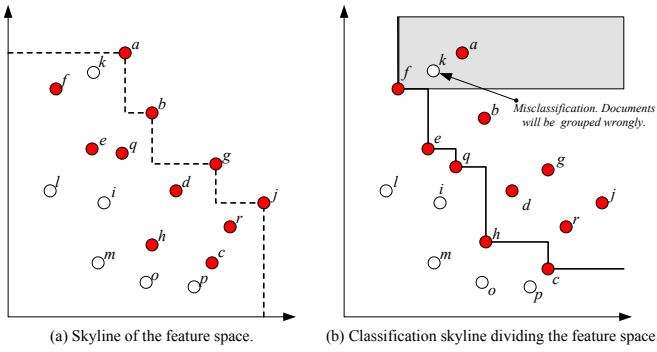 a
k
f
b
e
q
g
l
i
d
j
r
h
m
c
o
p
(a) Skyline of the feature space.
a
k
f
b
Misclassification. Documents
will be grouped wrongly.
e
q
g
l
i
d
j
r
h
m
c
o
p
(b) Classification skyline dividing the feature space